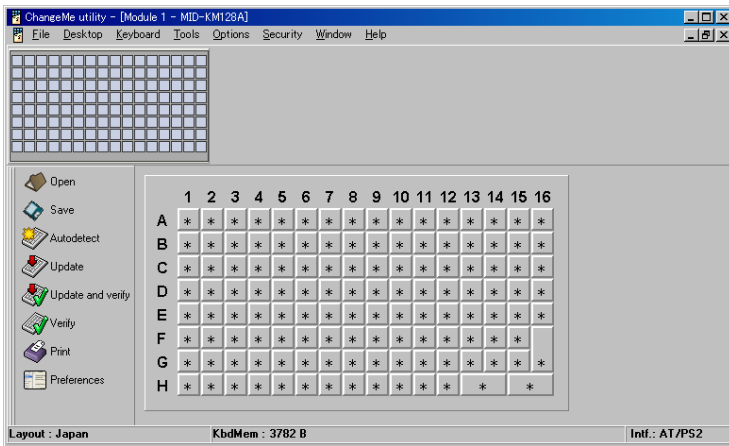 ChangeMe utility - [Module 1 - MID-KM128A]
File Desktop Keyboard Tools Options Security Window Help
Open
Save
Autodetect
Update
Update and verify
Verify
Print
Preferences
1 2 3 4 5 6 7 8 9 10 11 12 13 14 15 16
A * * * * * * * * * * * * * * * *
B * * * * * * * * * * * * * * * *
C * * * * * * * * * * * * * * * *
D * * * * * * * * * * * * * * * *
E * * * * * * * * * * * * * * * *
F * * * * * * * * * * * * * * *
G * * * * * * * * * * * * * * * *
H * * * * * * * * * * * * * *
Layout : Japan KbdMem : 3782 B Intf.: AT/PS2